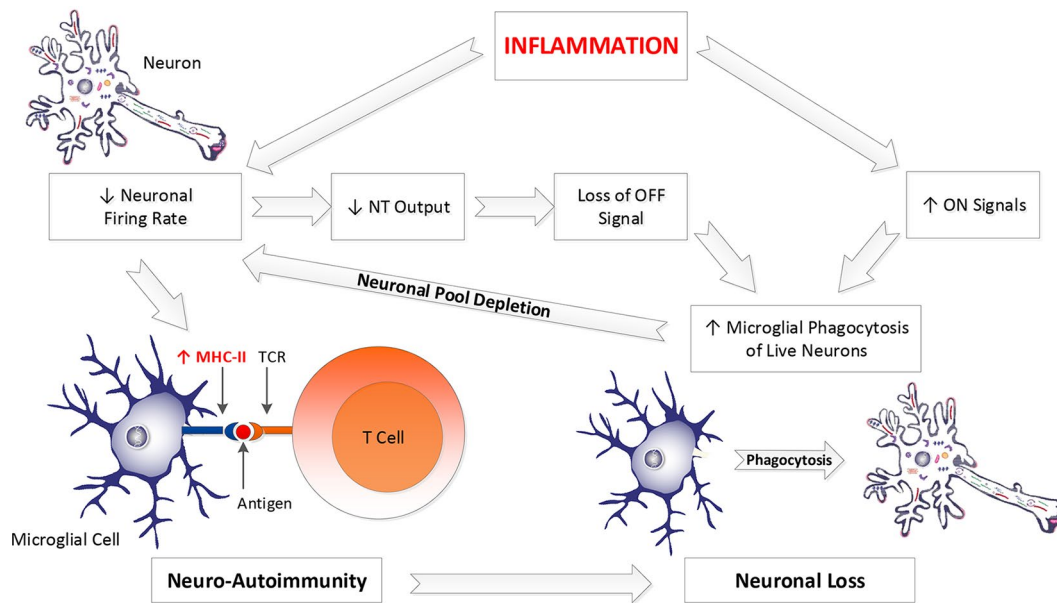 INFLAMMATION
Neuron
↓ Neuronal
Firing Rate
↓ NT Output
Loss of OFF
Signal
↑ ON Signals
Neuronal Pool Depletion
↑ Microglial Phagocytosis
of Live Neurons
↑ MHC-II
TCR
T Cell
Antigen
Microglial Cell
Phagocytosis
Neuro-Autoimmunity
Neuronal Loss